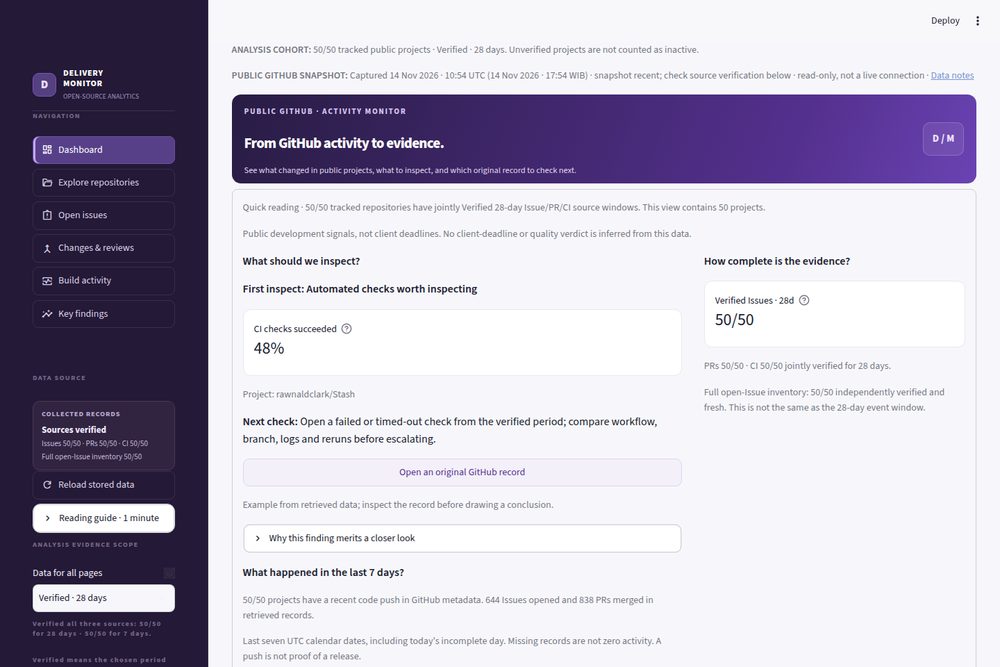 Deploy
D
DELIVERY
MONITOR
OPEN-SOURCE ANALYTICS
NAVIGATION
Dashboard
Explore repositories
Open issues
Changes & reviews
Build activity
Key findings
DATA SOURCE
COLLECTED RECORDS
Sources verified
Issues 50/50 · PRs 50/50 · CI 50/50
Full open-Issue inventory 50/50
Reload stored data
Reading guide · 1 minute
ANALYSIS EVIDENCE SCOPE
Data for all pages
Verified · 28 days
Verified all three sources: 50/50
for 28 days · 50/50 for 7 days.
Verified means the chosen period
ANALYSIS COHORT: 50/50 tracked public projects · Verified · 28 days. Unverified projects are not counted as inactive.
PUBLIC GITHUB SNAPSHOT: Captured 14 Nov 2026 · 10:54 UTC (14 Nov 2026 · 17:54 WIB) · snapshot recent; check source verification below · read-only, not a live connection · Data notes
PUBLIC GITHUB · ACTIVITY MONITOR
From GitHub activity to evidence.
See what changed in public projects, what to inspect, and which original record to check next.
D / M
Quick reading · 50/50 tracked repositories have jointly Verified 28-day Issue/PR/CI source windows. This view contains 50 projects.
Public development signals, not client deadlines. No client-deadline or quality verdict is inferred from this data.
What should we inspect?
First inspect: Automated checks worth inspecting
CI checks succeeded
48%
Project: rawnaldclark/Stash
Next check: Open a failed or timed-out check from the verified period; compare workflow,
branch, logs and reruns before escalating.
Open an original GitHub record
Example from retrieved data; inspect the record before drawing a conclusion.
Why this finding merits a closer look
What happened in the last 7 days?
50/50 projects have a recent code push in GitHub metadata. 644 Issues opened and 838 PRs merged in
retrieved records.
Last seven UTC calendar dates, including today's incomplete day. Missing records are not zero activity. A
push is not proof of a release.
How complete is the evidence?
Verified Issues · 28d
50/50
PRs 50/50 · CI 50/50 jointly verified for 28 days.
Full open-Issue inventory: 50/50 independently verified and
fresh. This is not the same as the 28-day event window.